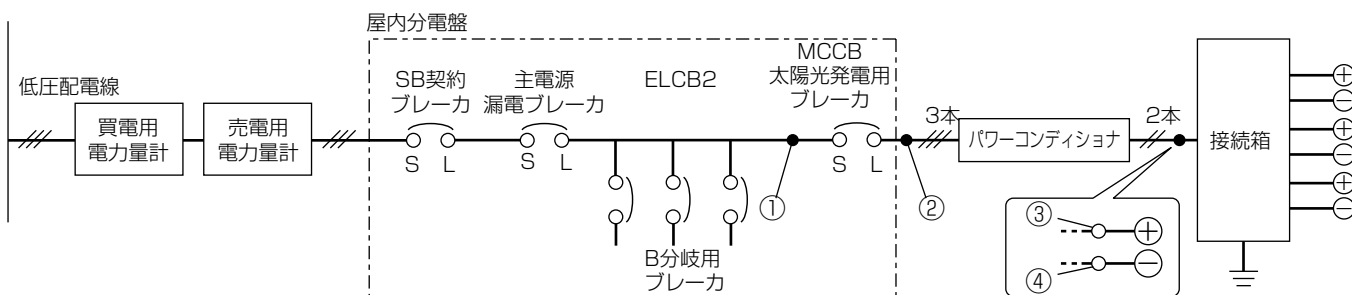 屋内分電盤
低圧配電線
買電用
電力量計
売電用
電力量計
SB契約
ブレーカ
S L
主電源
漏電ブレーカ
S L
ELCB2
B分岐用
ブレーカ
①
MCCB
太陽光発電用
ブレーカ
S L
②
3本
パワーコンディショナ
2本
③
+
④
−
接続箱
+
−
+
−
+
−